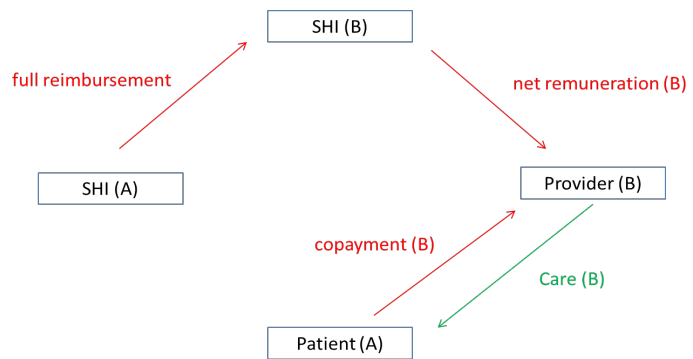 SHI (B)
full reimbursement
net remuneration (B)
SHI (A)
Provider (B)
copayment (B)
Care (B)
Patient (A)